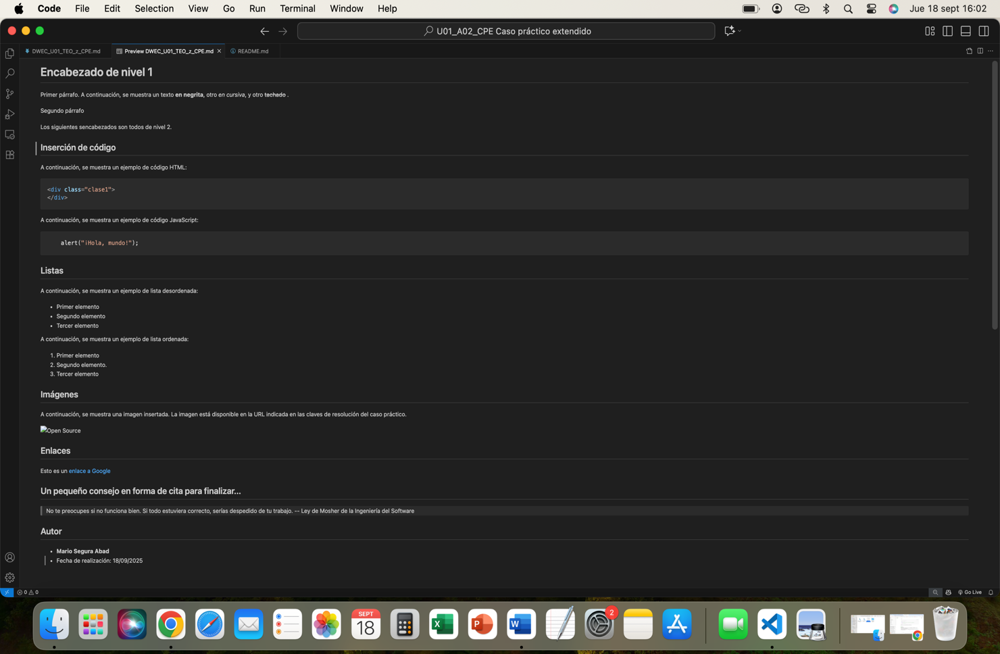 Code File Edit Selection View Go Run Terminal Window Help Jue 18 sept 16:02
U01_A02_CPE Caso práctico extendido
DWEC_U01_TEO_z_CPE.md Preview DWEC_U01_TEO_z_CPE.md README.md
Encabezado de nivel 1
Primer párrafo. A continuación, se muestra un texto en negrita, otro en cursiva, y otro tachado .
Segundo párrafo
Los siguientes sencabezados son todos de nivel 2.
Inserción de código
A continuación, se muestra un ejemplo de código HTML:
<div class="clase1">
</div>
A continuación, se muestra un ejemplo de código JavaScript:
alert("¡Hola, mundo!");
Listas
A continuación, se muestra un ejemplo de lista desordenada:
• Primer elemento
• Segundo elemento
• Tercer elemento
A continuación, se muestra un ejemplo de lista ordenada:
1. Primer elemento
2. Segundo elemento.
3. Tercer elemento
Imágenes
A continuación, se muestra una imagen insertada. La imagen está disponible en la URL indicada en las claves de resolución del caso práctico.
Open Source
Enlaces
Esto es un enlace a Google
Un pequeño consejo en forma de cita para finalizar...
No te preocupes si no funciona bien. Si todo estuviera correcto, serías despedido de tu trabajo. -- Ley de Mosher de la Ingeniería del Software
Autor
• Mario Segura Abad
• Fecha de realización: 18/09/2025
0 0 Go Live
SEPT
18
X
P
W
2